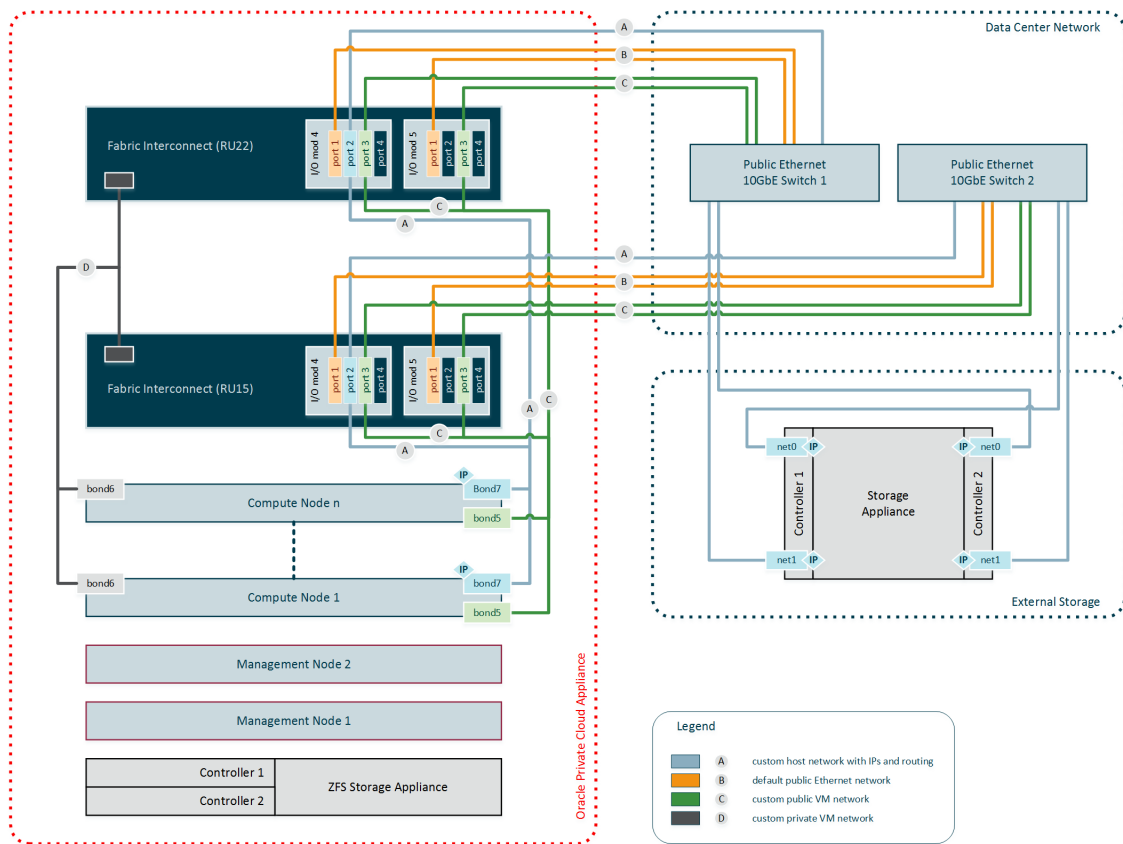 A
B
C
Data Center Network
Fabric Interconnect (RU22)
I/O mod 4
port 1
port 2
port 3
port 4
I/O mod 5
port 1
port 2
port 3
port 4
Public Ethernet
10GbE Switch 1
Public Ethernet
10GbE Switch 2
C
A
D
A
B
C
Fabric Interconnect (RU15)
I/O mod 4
port 1
port 2
port 3
port 4
I/O mod 5
port 1
port 2
port 3
port 4
C
A
C
A
bond6
Compute Node n
IP
Bond7
bond5
bond6
Compute Node 1
IP
bond7
bond5
Management Node 2
Management Node 1
Controller 1
Controller 2
ZFS Storage Appliance
Oracle Private Cloud Appliance
net0
IP
Controller 1
net1
IP
Storage
Appliance
IP
net0
Controller 2
IP
net1
External Storage
Legend
A custom host network with IPs and routing
B default public Ethernet network
C custom public VM network
D custom private VM network